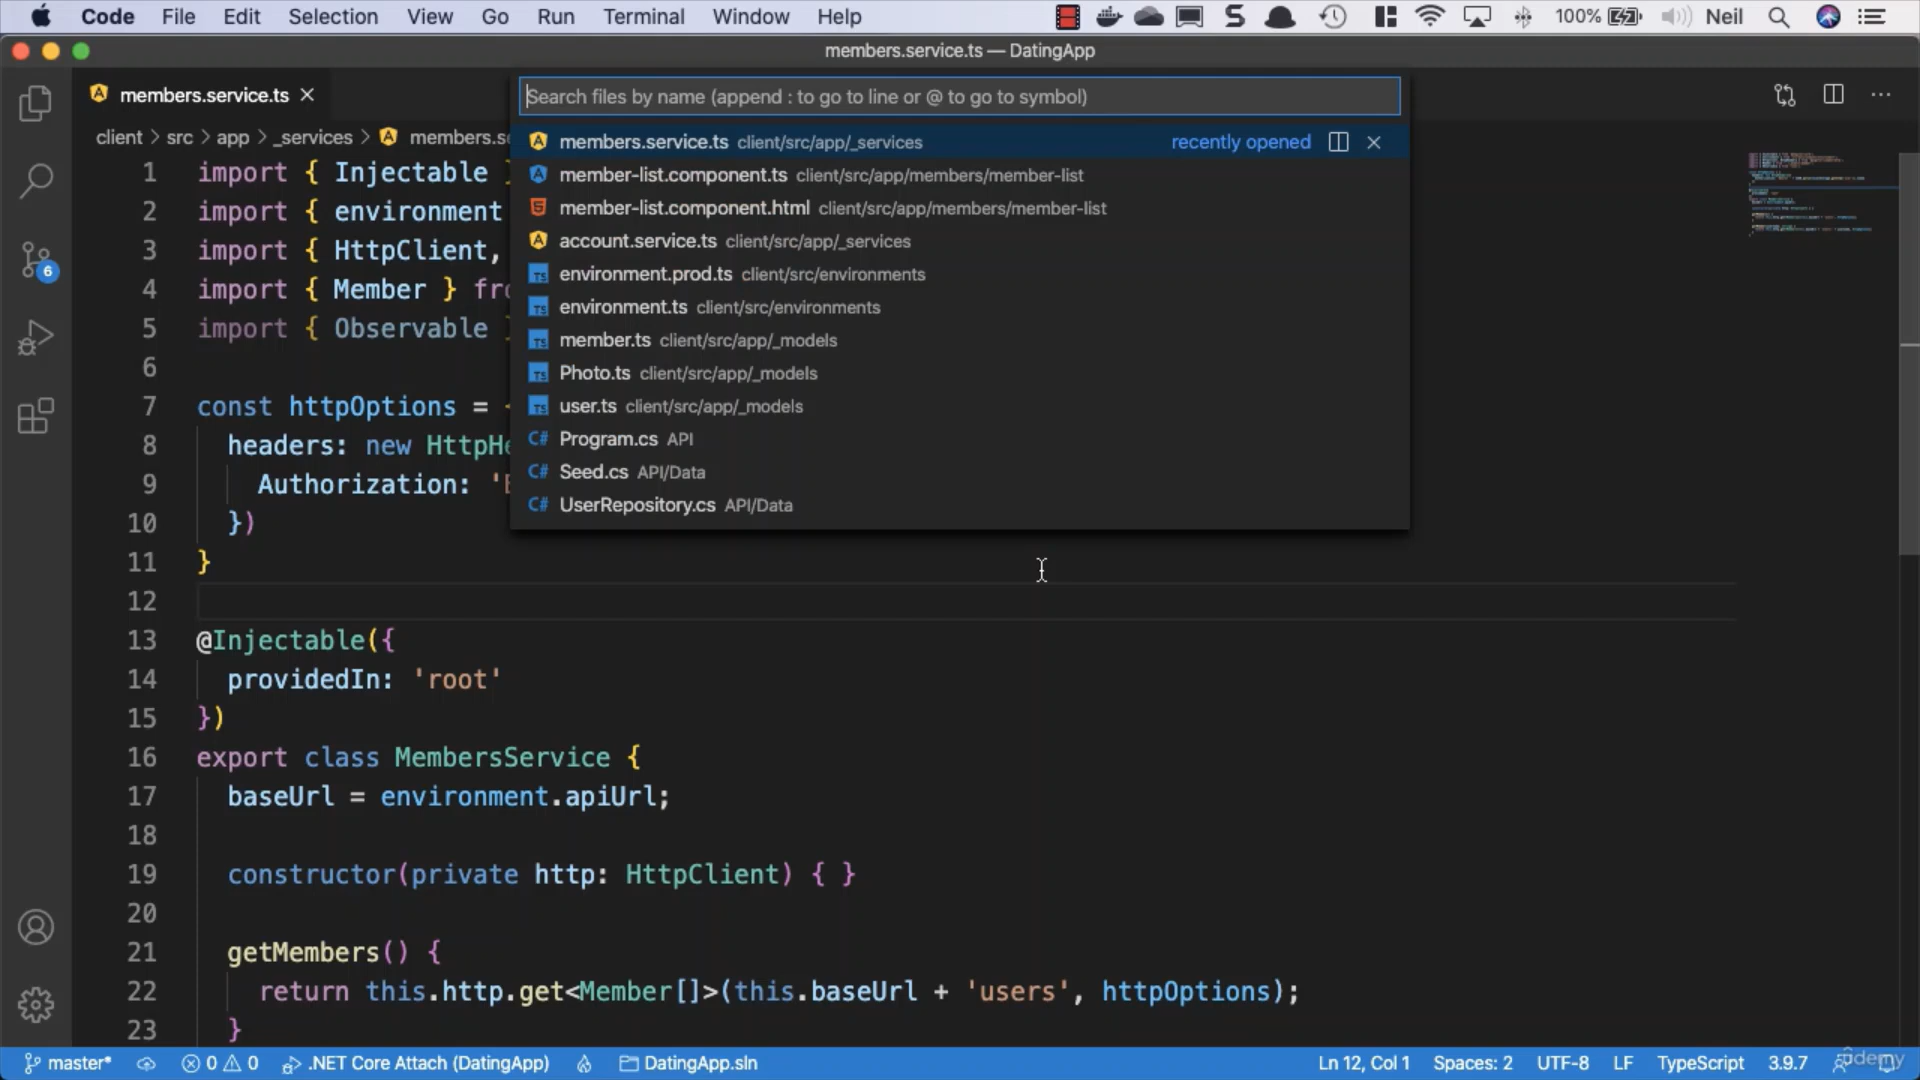 Code File Edit Selection View Go Run Terminal Window Help 100% Neil
members.service.ts — DatingApp
members.service.ts
Search files by name (append : to go to line or @ to go to symbol)
client > src > app > _services > members.s
members.service.ts client/src/app/_services recently opened
member-list.component.ts client/src/app/members/member-list
member-list.component.html client/src/app/members/member-list
account.service.ts client/src/app/_services
environment.prod.ts client/src/environments
environment.ts client/src/environments
member.ts client/src/app/_models
Photo.ts client/src/app/_models
user.ts client/src/app/_models
Program.cs API
Seed.cs API/Data
UserRepository.cs API/Data
1 import { Injectable }
2 import { environment
3 import { HttpClient,
4 import { Member } fro
5 import { Observable }
6
7 const httpOptions = {
8 headers: new HttpHe
9 Authorization: 'B
10 })
11 }
12
13 @Injectable({
14 providedIn: 'root'
15 })
16 export class MembersService {
17 baseUrl = environment.apiUrl;
18
19 constructor(private http: HttpClient) { }
20
21 getMembers() {
22 return this.http.get<Member[]>(this.baseUrl + 'users', httpOptions);
23 }
6
master* 0 0 .NET Core Attach (DatingApp) DatingApp.sln Ln 12, Col 1 Spaces: 2 UTF-8 LF TypeScript 3.9.7
udemy